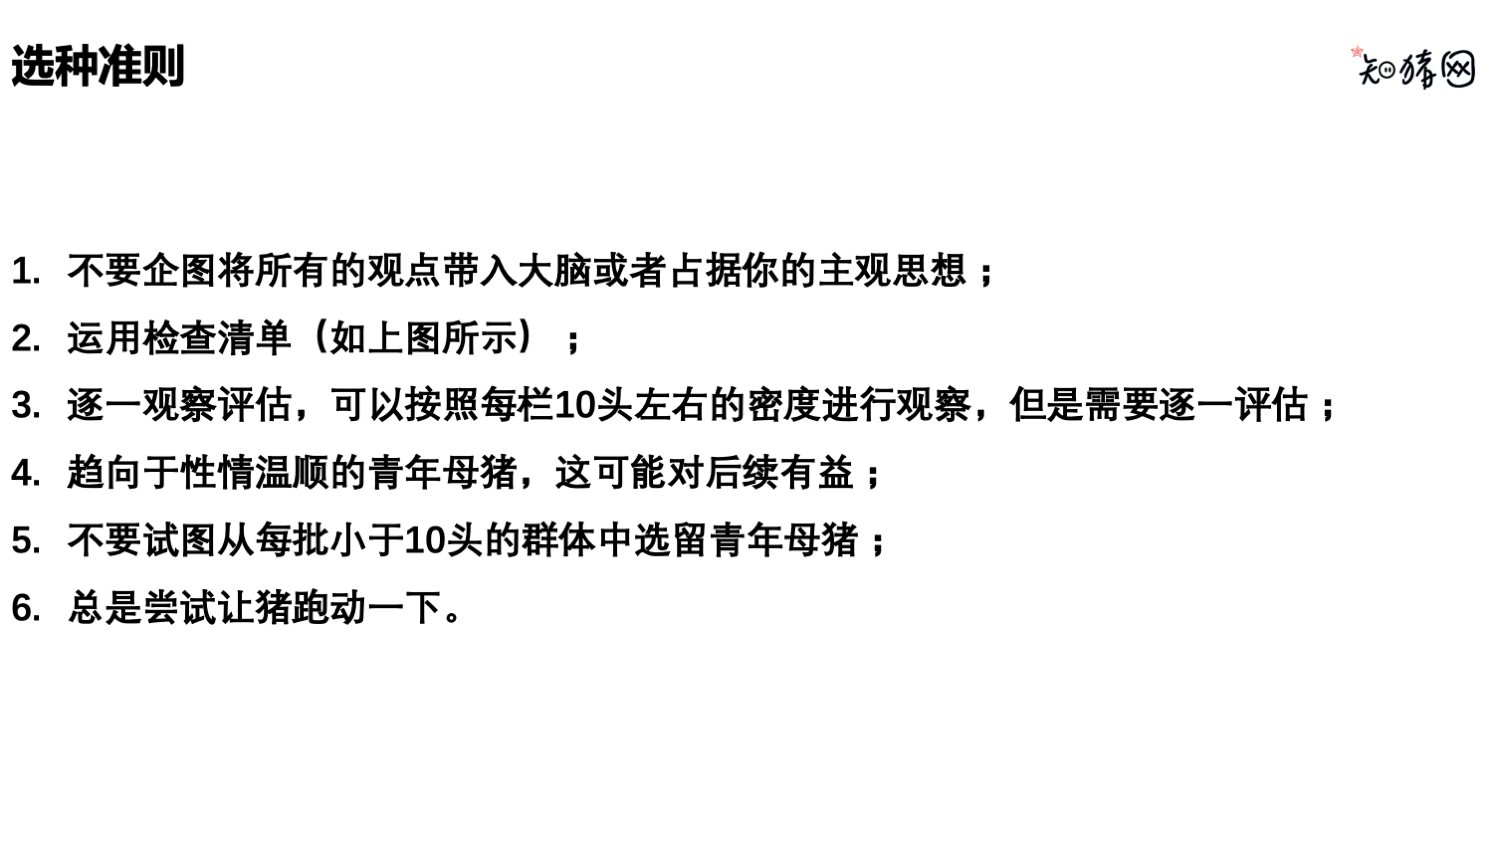 选种准则
知猪网
1. 不要企图将所有的观点带入大脑或者占据你的主观思想；
2. 运用检查清单（如上图所示）；
3. 逐一观察评估，可以按照每栏10头左右的密度进行观察，但是需要逐一评估；
4. 趋向于性情温顺的青年母猪，这可能对后续有益；
5. 不要试图从每批小于10头的群体中选留青年母猪；
6. 总是尝试让猪跑动一下。